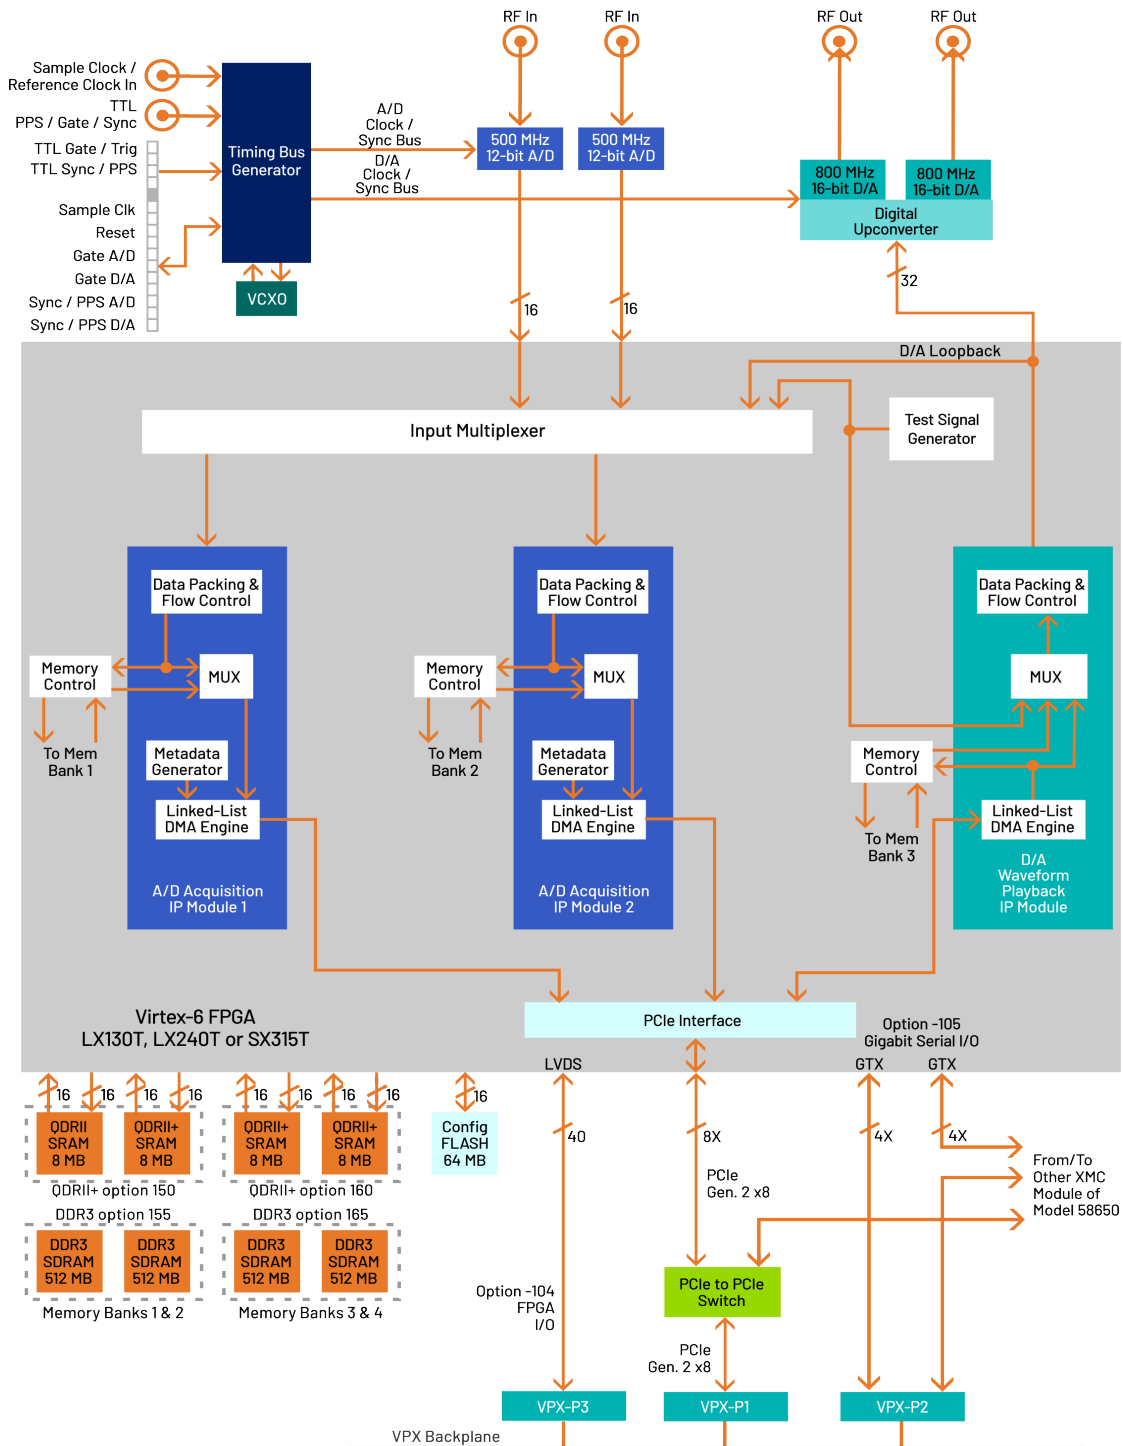 RF In
RF In
RF Out
RF Out
Sample Clock /
Reference Clock In
TTL
PPS / Gate / Sync
TTL Gate / Trig
TTL Sync / PPS
Sample Clk
Reset
Gate A/D
Gate D/A
Sync / PPS A/D
Sync / PPS D/A
Timing Bus
Generator
VCXO
A/D
Clock /
Sync Bus
D/A
Clock /
Sync Bus
500 MHz
12-bit A/D
500 MHz
12-bit A/D
800 MHz
16-bit D/A
800 MHz
16-bit D/A
Digital
Upconverter
16
16
32
D/A Loopback
Input Multiplexer
Test Signal
Generator
Data Packing &
Flow Control
Memory
Control
MUX
To Mem
Bank 1
Metadata
Generator
Linked-List
DMA Engine
A/D Acquisition
IP Module 1
Data Packing &
Flow Control
Memory
Control
MUX
To Mem
Bank 2
Metadata
Generator
Linked-List
DMA Engine
A/D Acquisition
IP Module 2
Data Packing &
Flow Control
MUX
Memory
Control
To Mem
Bank 3
Linked-List
DMA Engine
D/A
Waveform
Playback
IP Module
Virtex-6 FPGA
LX130T, LX240T or SX315T
PCIe Interface
Option -105
Gigabit Serial I/O
LVDS
GTX
GTX
16
16
16
16
16
16
16
16
16
40
8X
4X
4X
QDRII
SRAM
8 MB
QDRII+
SRAM
8 MB
QDRII+
SRAM
8 MB
QDRII+
SRAM
8 MB
Config
FLASH
64 MB
QDRII+ option 150
QDRII+ option 160
DDR3 option 155
DDR3 option 165
DDR3
SDRAM
512 MB
DDR3
SDRAM
512 MB
DDR3
SDRAM
512 MB
DDR3
SDRAM
512 MB
Memory Banks 1 & 2
Memory Banks 3 & 4
PCIe
Gen. 2 x8
From/To
Other XMC
Module of
Model 58650
Option -104
FPGA
I/O
PCIe to PCIe
Switch
PCIe
Gen. 2 x8
VPX-P3
VPX-P1
VPX-P2
VPX Backplane